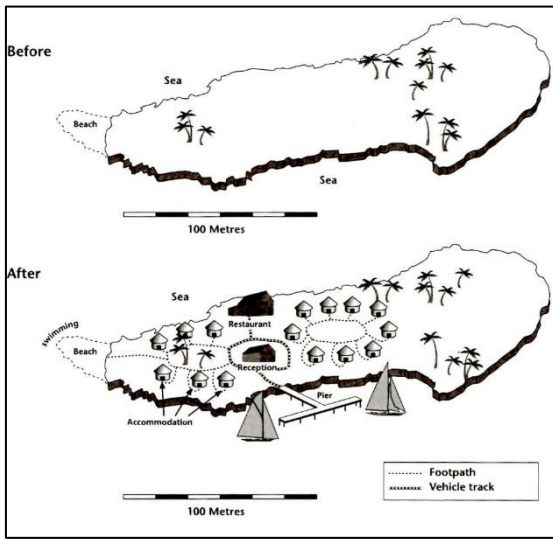 Before
Sea
Beach
Sea
100 Metres
After
Sea
swimming
Beach
Restaurant
Reception
Accommodation
Pier
Footpath
Vehicle track
100 Metres